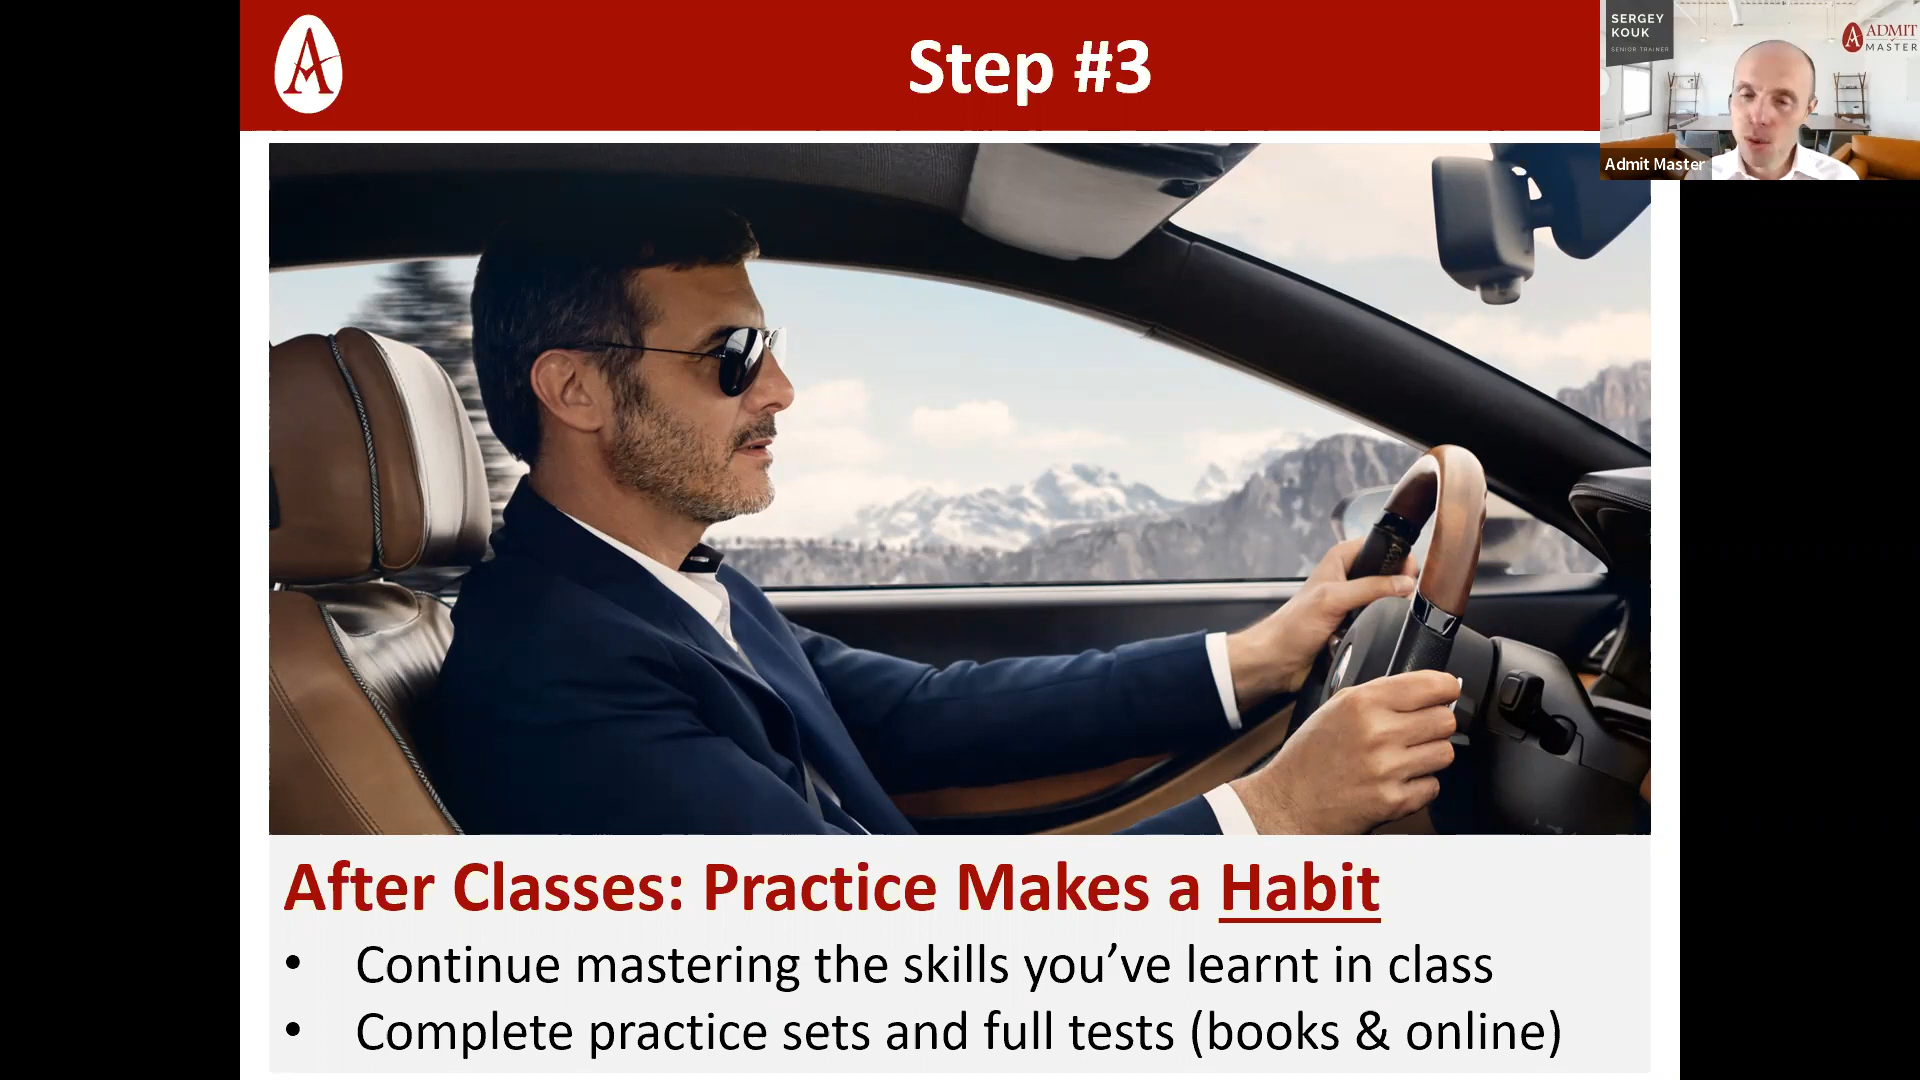 Step #3
SERGEY
KOUK
SENIOR TRAINER
ADMIT
MASTER
Admit Master
After Classes: Practice Makes a Habit
• Continue mastering the skills you’ve learnt in class
• Complete practice sets and full tests (books & online)